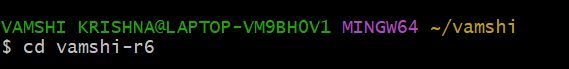 VAMSHI KRISHNA@LAPTOP-VM9BH0V1 MINGW64 ~/vamshi
$ cd vamshi-r6